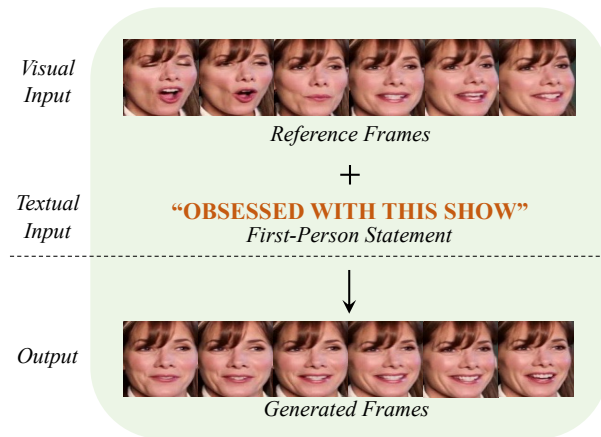 Visual
Input
Reference Frames
+
Textual
Input
“OBSESSED WITH THIS SHOW”
First-Person Statement
Output
Generated Frames